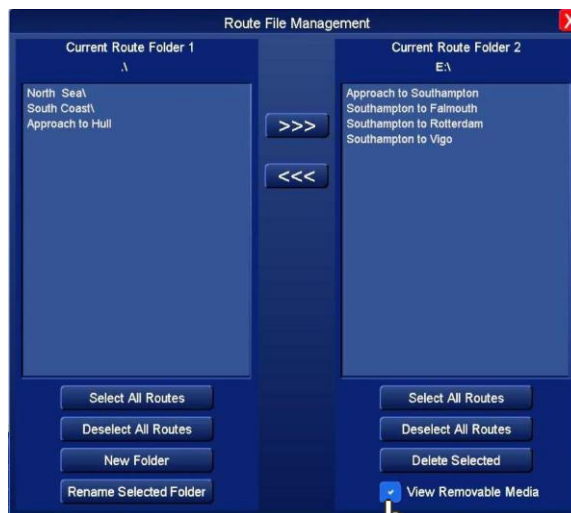 Route File Management
X
Current Route Folder 1
.\
North Sea\
South Coast\
Approach to Hull
Select All Routes
Deselect All Routes
New Folder
Rename Selected Folder
>>>
<<<
Current Route Folder 2
E:\
Approach to Southampton
Southampton to Falmouth
Southampton to Rotterdam
Southampton to Vigo
Select All Routes
Deselect All Routes
Delete Selected
View Removable Media